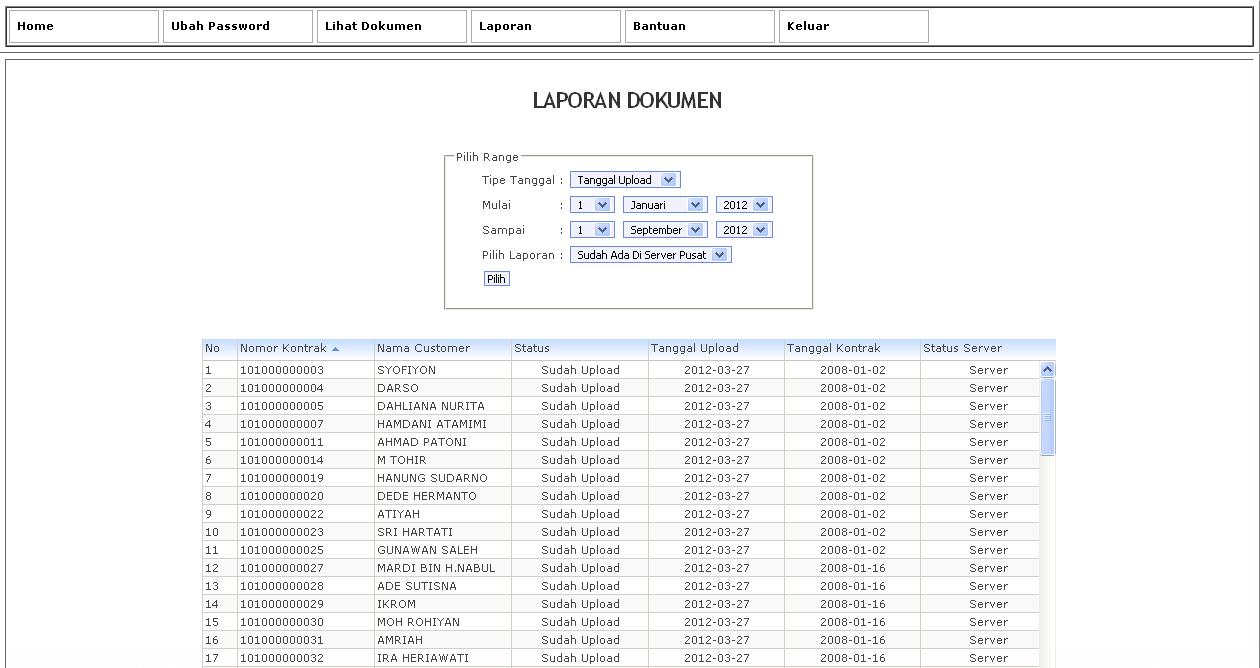 Home Ubah Password Lihat Dokumen Laporan Bantuan Keluar
LAPORAN DOKUMEN
Pilih Range
Tipe Tanggal : Tanggal Upload
Mulai : 1 Januari 2012
Sampai : 1 September 2012
Pilih Laporan : Sudah Ada Di Server Pusat
Pilih
No Nomor Kontrak Nama Customer Status Tanggal Upload Tanggal Kontrak Status Server
1 101000000003 SYOFIYON Sudah Upload 2012-03-27 2008-01-02 Server
2 101000000004 DARSO Sudah Upload 2012-03-27 2008-01-02 Server
3 101000000005 DAHLIANA NURITA Sudah Upload 2012-03-27 2008-01-02 Server
4 101000000007 HAMDANI ATAMIMI Sudah Upload 2012-03-27 2008-01-02 Server
5 101000000011 AHMAD PATONI Sudah Upload 2012-03-27 2008-01-02 Server
6 101000000014 M TOHIR Sudah Upload 2012-03-27 2008-01-02 Server
7 101000000019 HANUNG SUDARNO Sudah Upload 2012-03-27 2008-01-02 Server
8 101000000020 DEDE HERMANTO Sudah Upload 2012-03-27 2008-01-02 Server
9 101000000022 ATIYAH Sudah Upload 2012-03-27 2008-01-02 Server
10 101000000023 SRI HARTATI Sudah Upload 2012-03-27 2008-01-02 Server
11 101000000025 GUNAWAN SALEH Sudah Upload 2012-03-27 2008-01-02 Server
12 101000000027 MARDI BIN H.NABUL Sudah Upload 2012-03-27 2008-01-16 Server
13 101000000028 ADE SUTISNA Sudah Upload 2012-03-27 2008-01-16 Server
14 101000000029 IKROM Sudah Upload 2012-03-27 2008-01-16 Server
15 101000000030 MOH ROHIYAN Sudah Upload 2012-03-27 2008-01-16 Server
16 101000000031 AMRIAH Sudah Upload 2012-03-27 2008-01-16 Server
17 101000000032 IRA HERIAWATI Sudah Upload 2012-03-27 2008-01-16 Server